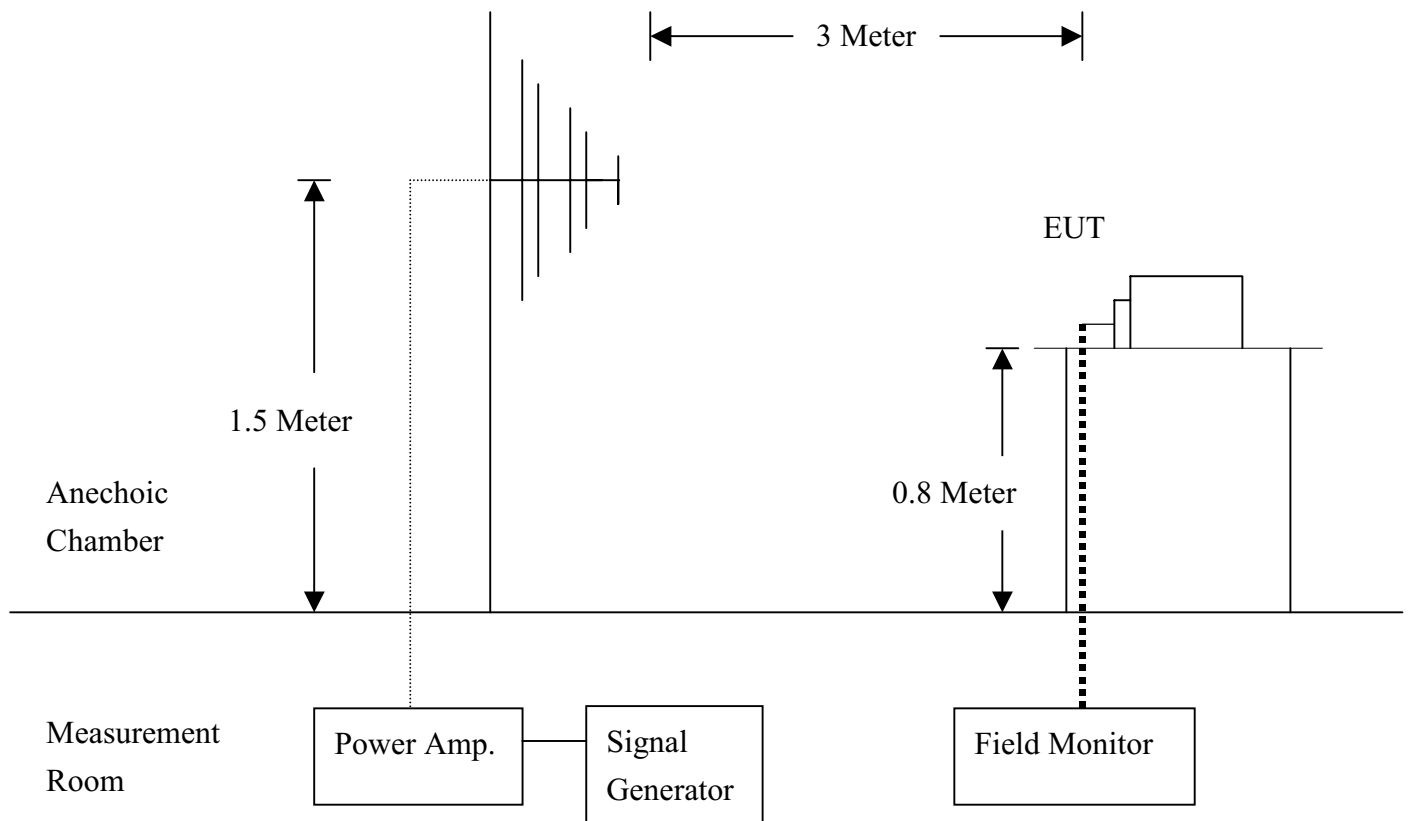 3 Meter
EUT
1.5 Meter
0.8 Meter
Anechoic
Chamber
Measurement
Room
Power Amp.
Signal
Generator
Field Monitor